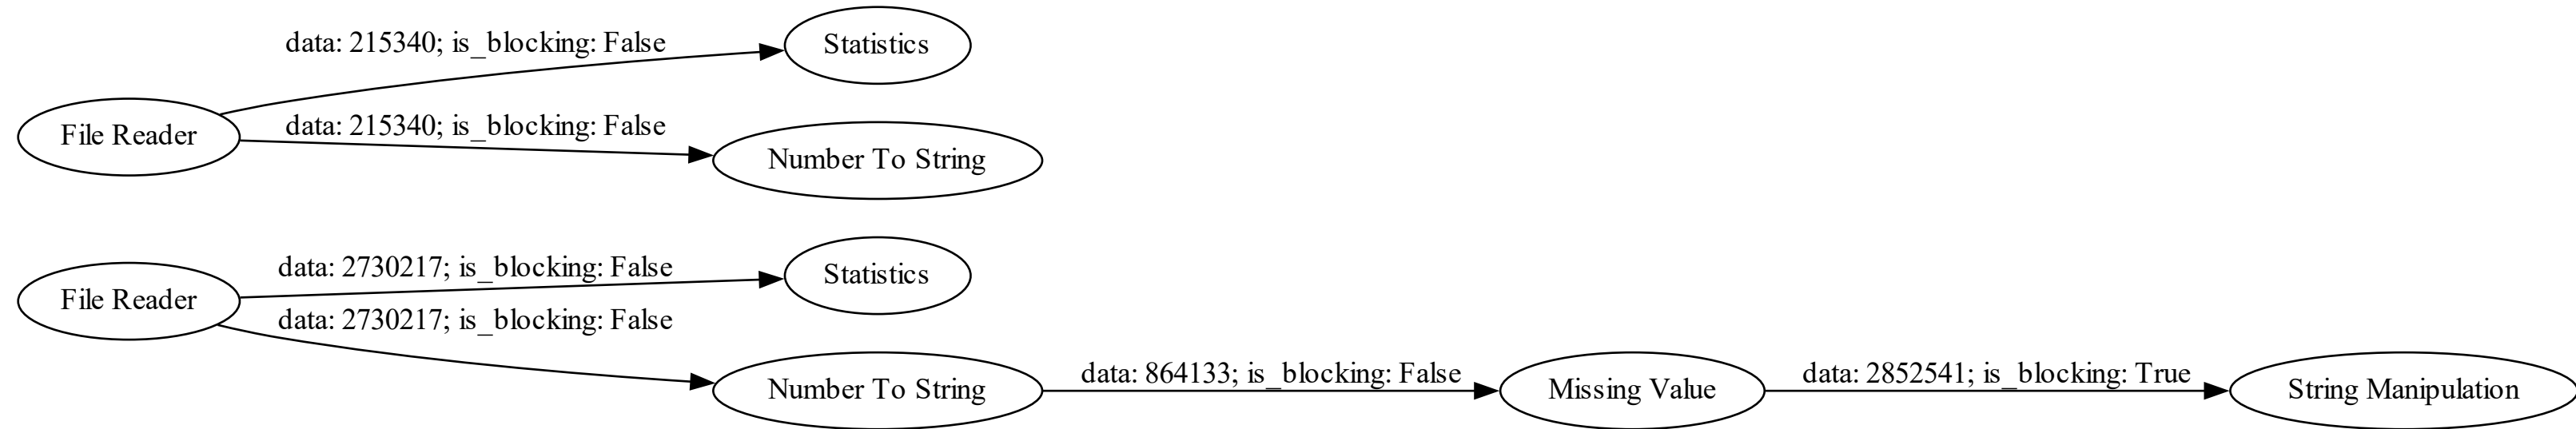 data: 215340; is_blocking: False
Statistics
File Reader
data: 215340; is_blocking: False
Number To String
data: 2730217; is_blocking: False
Statistics
File Reader
data: 2730217; is_blocking: False
Number To String
data: 864133; is_blocking: False
Missing Value
data: 2852541; is_blocking: True
String Manipulation